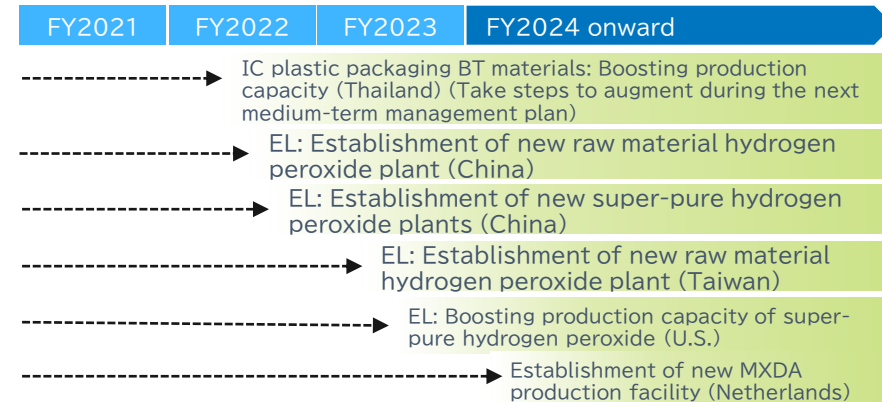 FY2021 FY2022 FY2023 FY2024 onward
IC plastic packaging BT materials: Boosting production
capacity (Thailand) (Take steps to augment during the next
medium-term management plan)
EL: Establishment of new raw material hydrogen
peroxide plant (China)
EL: Establishment of new super-pure hydrogen
peroxide plants (China)
EL: Establishment of new raw material
hydrogen peroxide plant (Taiwan)
EL: Boosting production capacity of super-
pure hydrogen peroxide (U.S.)
Establishment of new MXDA
production facility (Netherlands)